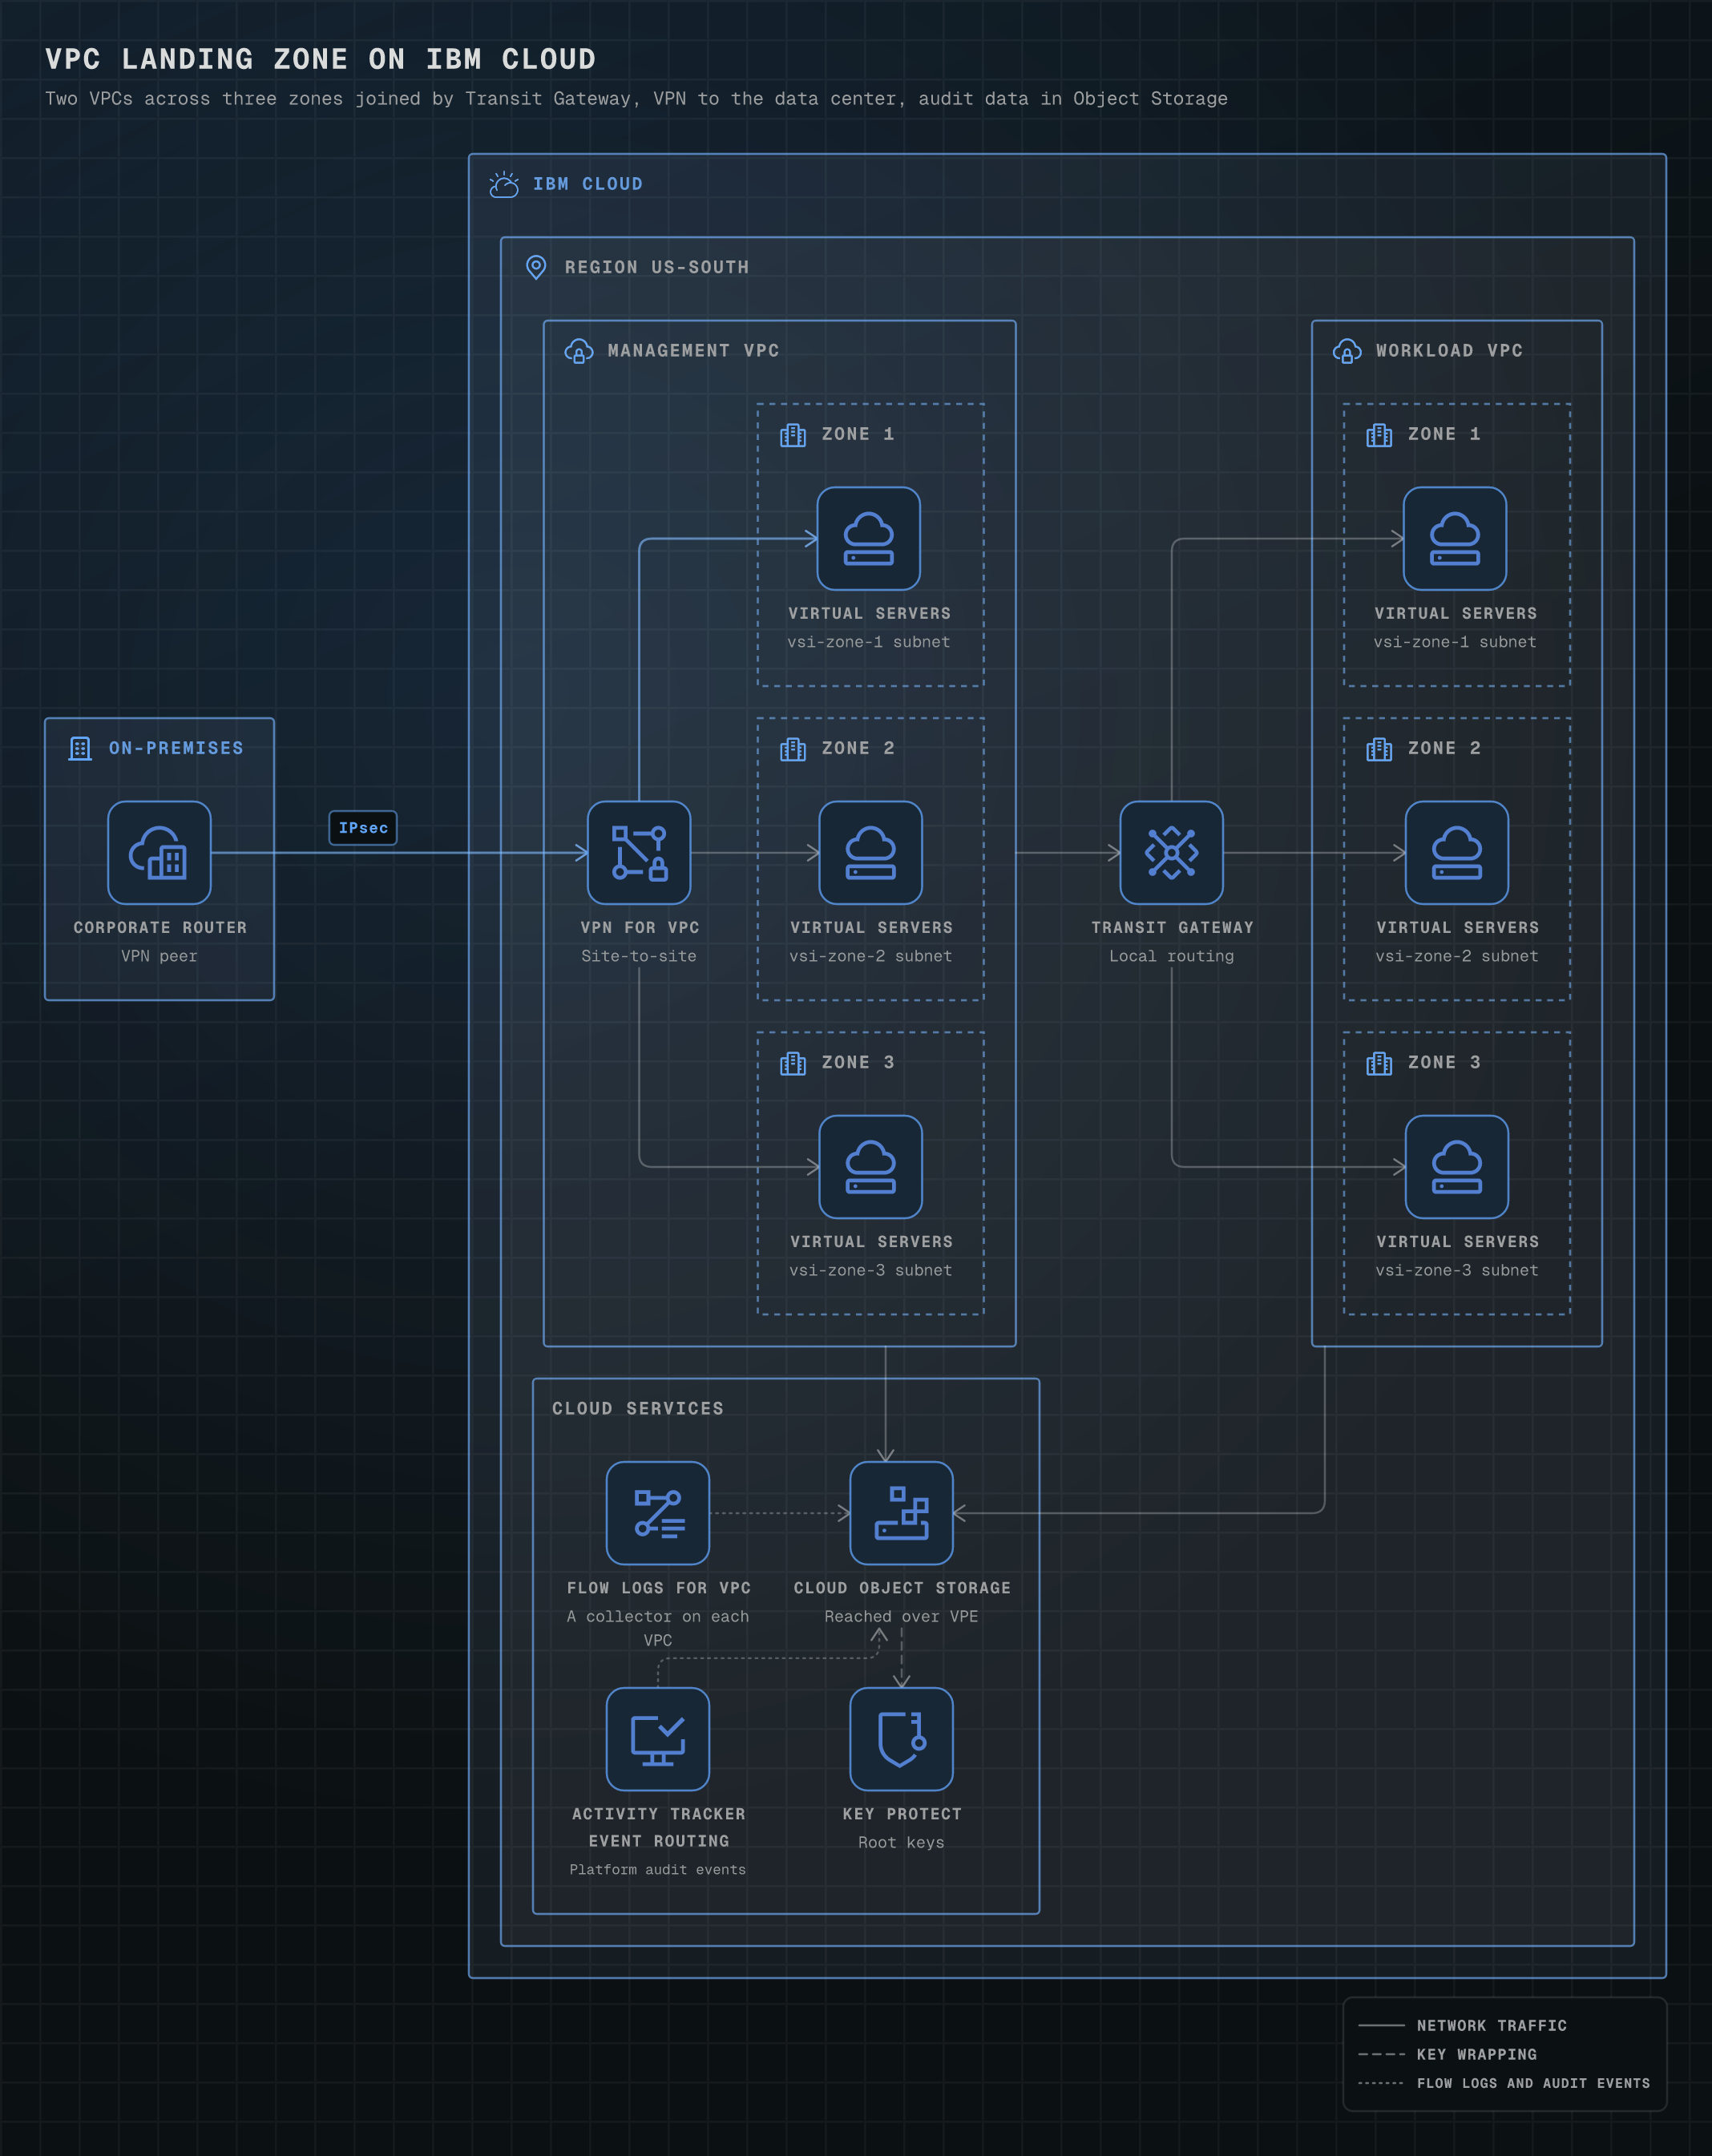 VPC LANDING ZONE ON IBM CLOUD
Two VPCs across three zones joined by Transit Gateway, VPN to the data center, audit data in Object Storage
IBM CLOUD
REGION US-SOUTH
MANAGEMENT VPC
WORKLOAD VPC
ZONE 1
VIRTUAL SERVERS
vsi-zone-1 subnet
ZONE 1
VIRTUAL SERVERS
vsi-zone-1 subnet
ON-PREMISES
CORPORATE ROUTER
VPN peer
IPsec
VPN FOR VPC
Site-to-site
ZONE 2
VIRTUAL SERVERS
vsi-zone-2 subnet
TRANSIT GATEWAY
Local routing
ZONE 2
VIRTUAL SERVERS
vsi-zone-2 subnet
ZONE 3
VIRTUAL SERVERS
vsi-zone-3 subnet
ZONE 3
VIRTUAL SERVERS
vsi-zone-3 subnet
CLOUD SERVICES
FLOW LOGS FOR VPC
A collector on each
VPC
CLOUD OBJECT STORAGE
Reached over VPE
ACTIVITY TRACKER
EVENT ROUTING
Platform audit events
KEY PROTECT
Root keys
NETWORK TRAFFIC
KEY WRAPPING
FLOW LOGS AND AUDIT EVENTS